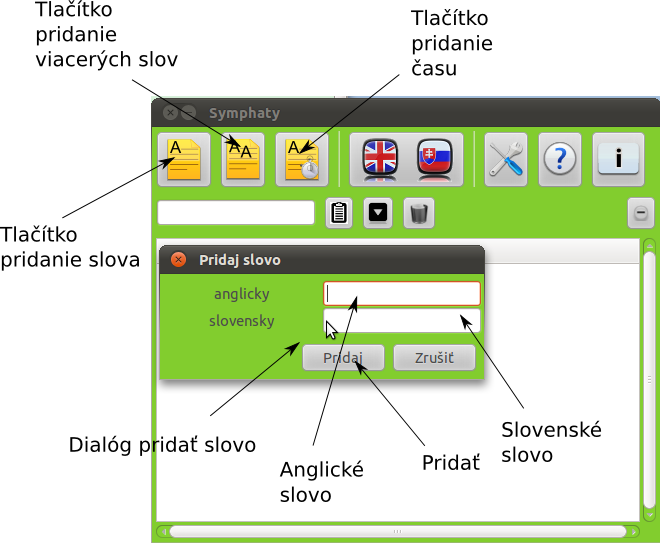 Tlačítko
pridanie
viacerých slov
Tlačítko
pridanie
času
Symphaty
A
AA
A
?
i
Tlačítko
pridanie slova
Pridaj slovo
anglicky
slovensky
Pridaj
Zrušiť
Dialóg pridať slovo
Anglické
slovo
Pridať
Slovenské
slovo